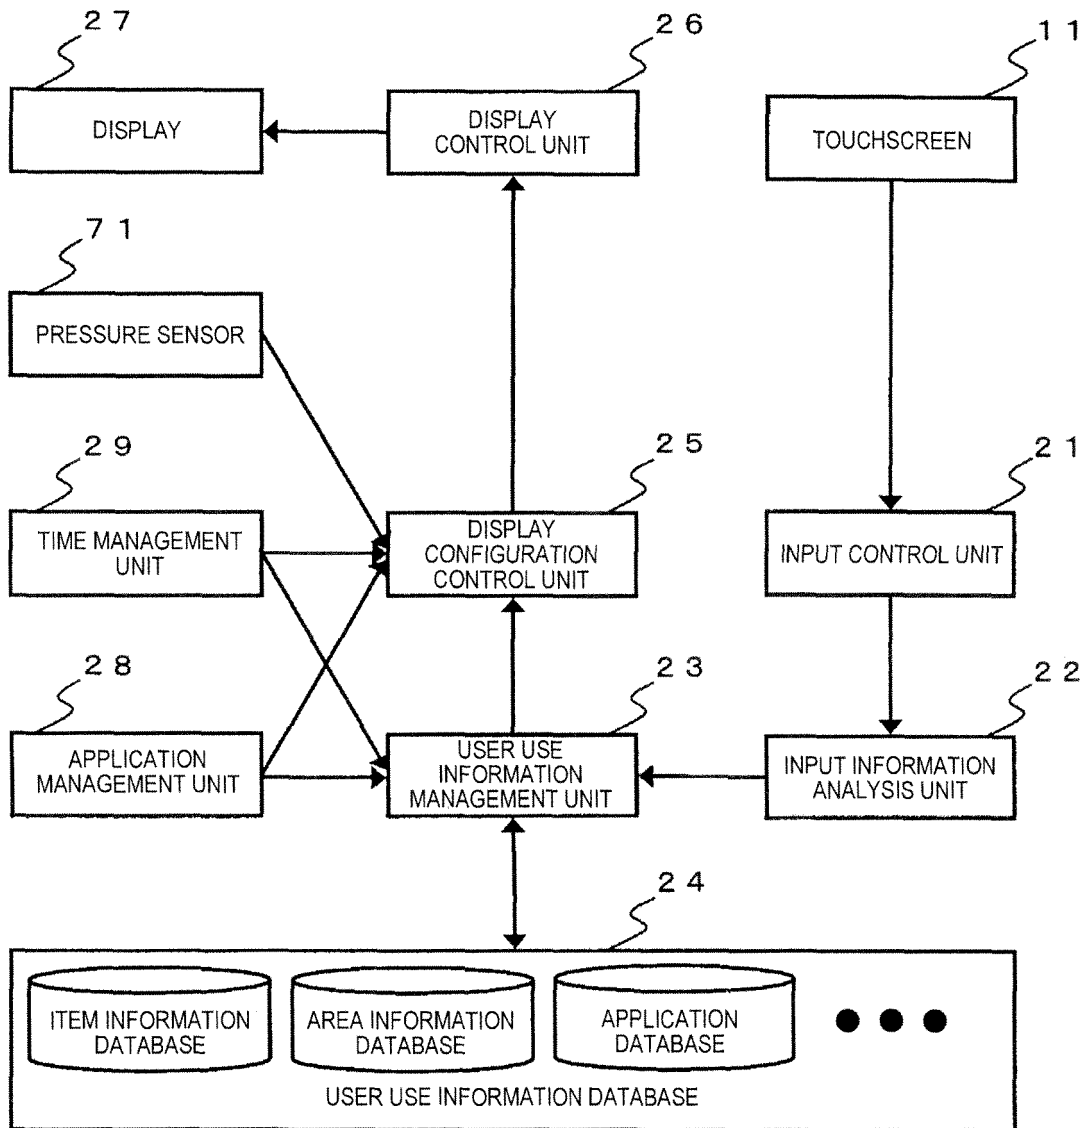 27
26
11
DISPLAY
DISPLAY
CONTROL UNIT
TOUCHSCREEN
71
PRESSURE SENSOR
29
25
21
TIME MANAGEMENT
UNIT
DISPLAY
CONFIGURATION
CONTROL UNIT
INPUT CONTROL UNIT
28
23
22
APPLICATION
MANAGEMENT UNIT
USER USE
INFORMATION
MANAGEMENT UNIT
INPUT INFORMATION
ANALYSIS UNIT
24
ITEM INFORMATION
DATABASE
AREA INFORMATION
DATABASE
APPLICATION
DATABASE
USER USE INFORMATION DATABASE